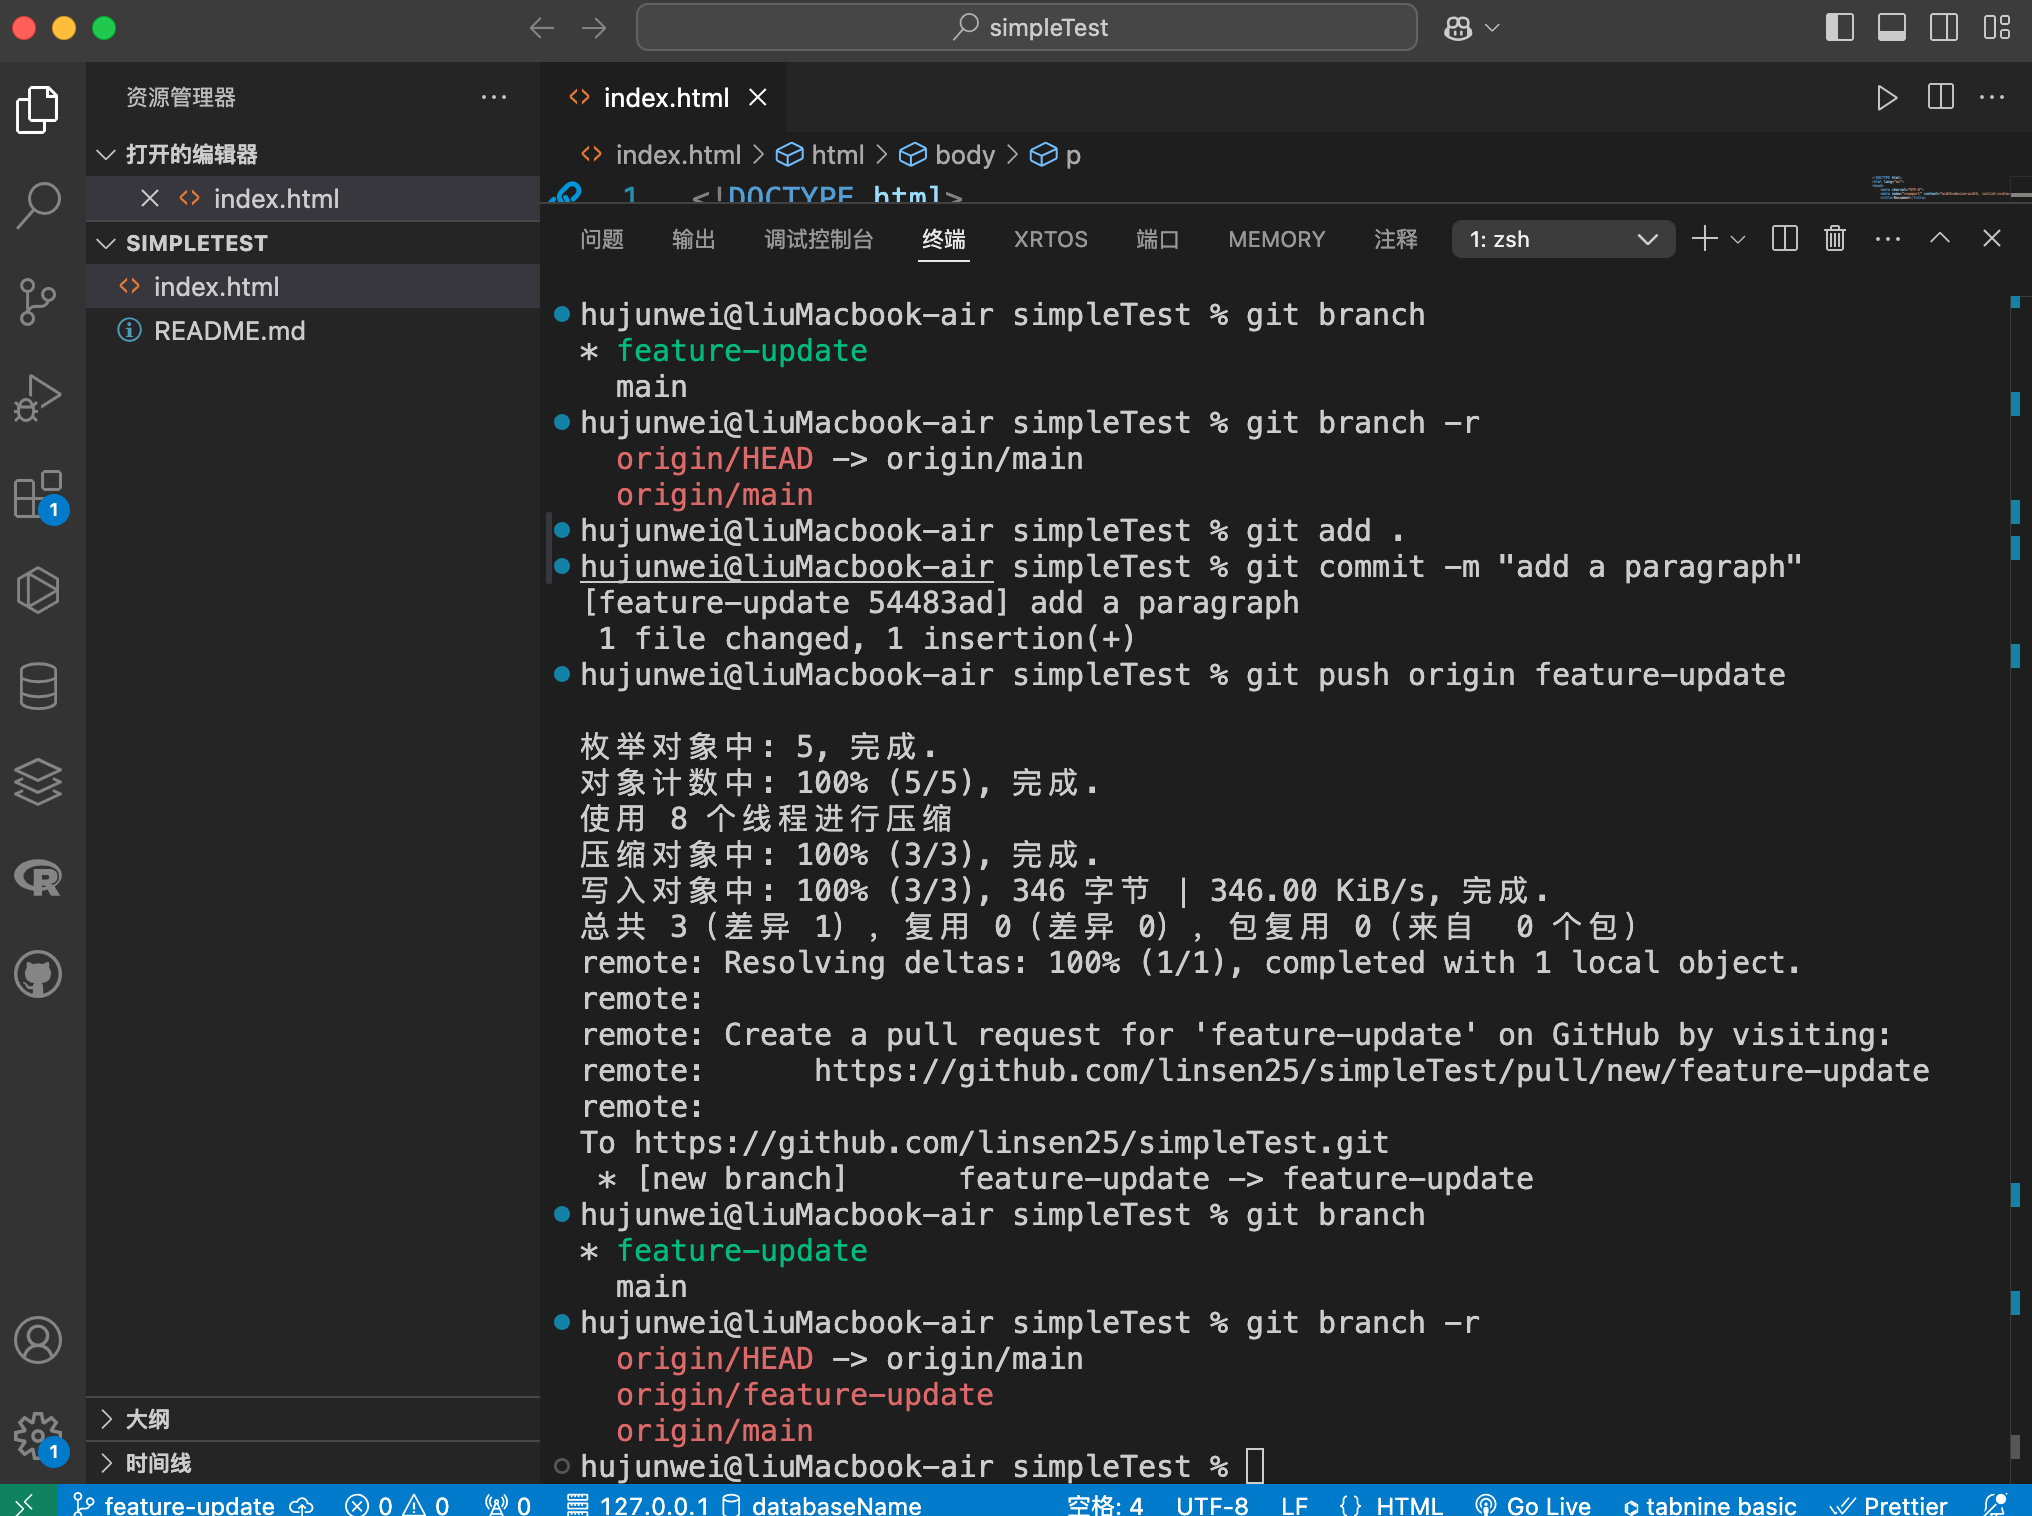 simpleTest
资源管理器
index.html
打开的编辑器
index.html
index.html > html > body > p
1 <!DOCTYPE html>
SIMPLETEST
index.html
README.md
问题 输出 调试控制台 终端 XRTOS 端口 MEMORY 注释 1: zsh
hujunwei@liuMacbook-air simpleTest % git branch
* feature-update
main
hujunwei@liuMacbook-air simpleTest % git branch -r
origin/HEAD -> origin/main
origin/main
hujunwei@liuMacbook-air simpleTest % git add .
hujunwei@liuMacbook-air simpleTest % git commit -m "add a paragraph"
[feature-update 54483ad] add a paragraph
1 file changed, 1 insertion(+)
hujunwei@liuMacbook-air simpleTest % git push origin feature-update
枚举对象中: 5, 完成.
对象计数中: 100% (5/5), 完成.
使用 8 个线程进行压缩
压缩对象中: 100% (3/3), 完成.
写入对象中: 100% (3/3), 346 字节 | 346.00 KiB/s, 完成.
总共 3（差异 1），复用 0（差异 0），包复用 0（来自  0 个包）
remote: Resolving deltas: 100% (1/1), completed with 1 local object.
remote:
remote: Create a pull request for 'feature-update' on GitHub by visiting:
remote:      https://github.com/linsen25/simpleTest/pull/new/feature-update
remote:
To https://github.com/linsen25/simpleTest.git
* [new branch]      feature-update -> feature-update
hujunwei@liuMacbook-air simpleTest % git branch
* feature-update
main
hujunwei@liuMacbook-air simpleTest % git branch -r
origin/HEAD -> origin/main
origin/feature-update
origin/main
hujunwei@liuMacbook-air simpleTest %
1
1
大纲
时间线
feature-update 0 0 0 127.0.0.1 databaseName 空格: 4 UTF-8 LF {} HTML Go Live tabnine basic Prettier